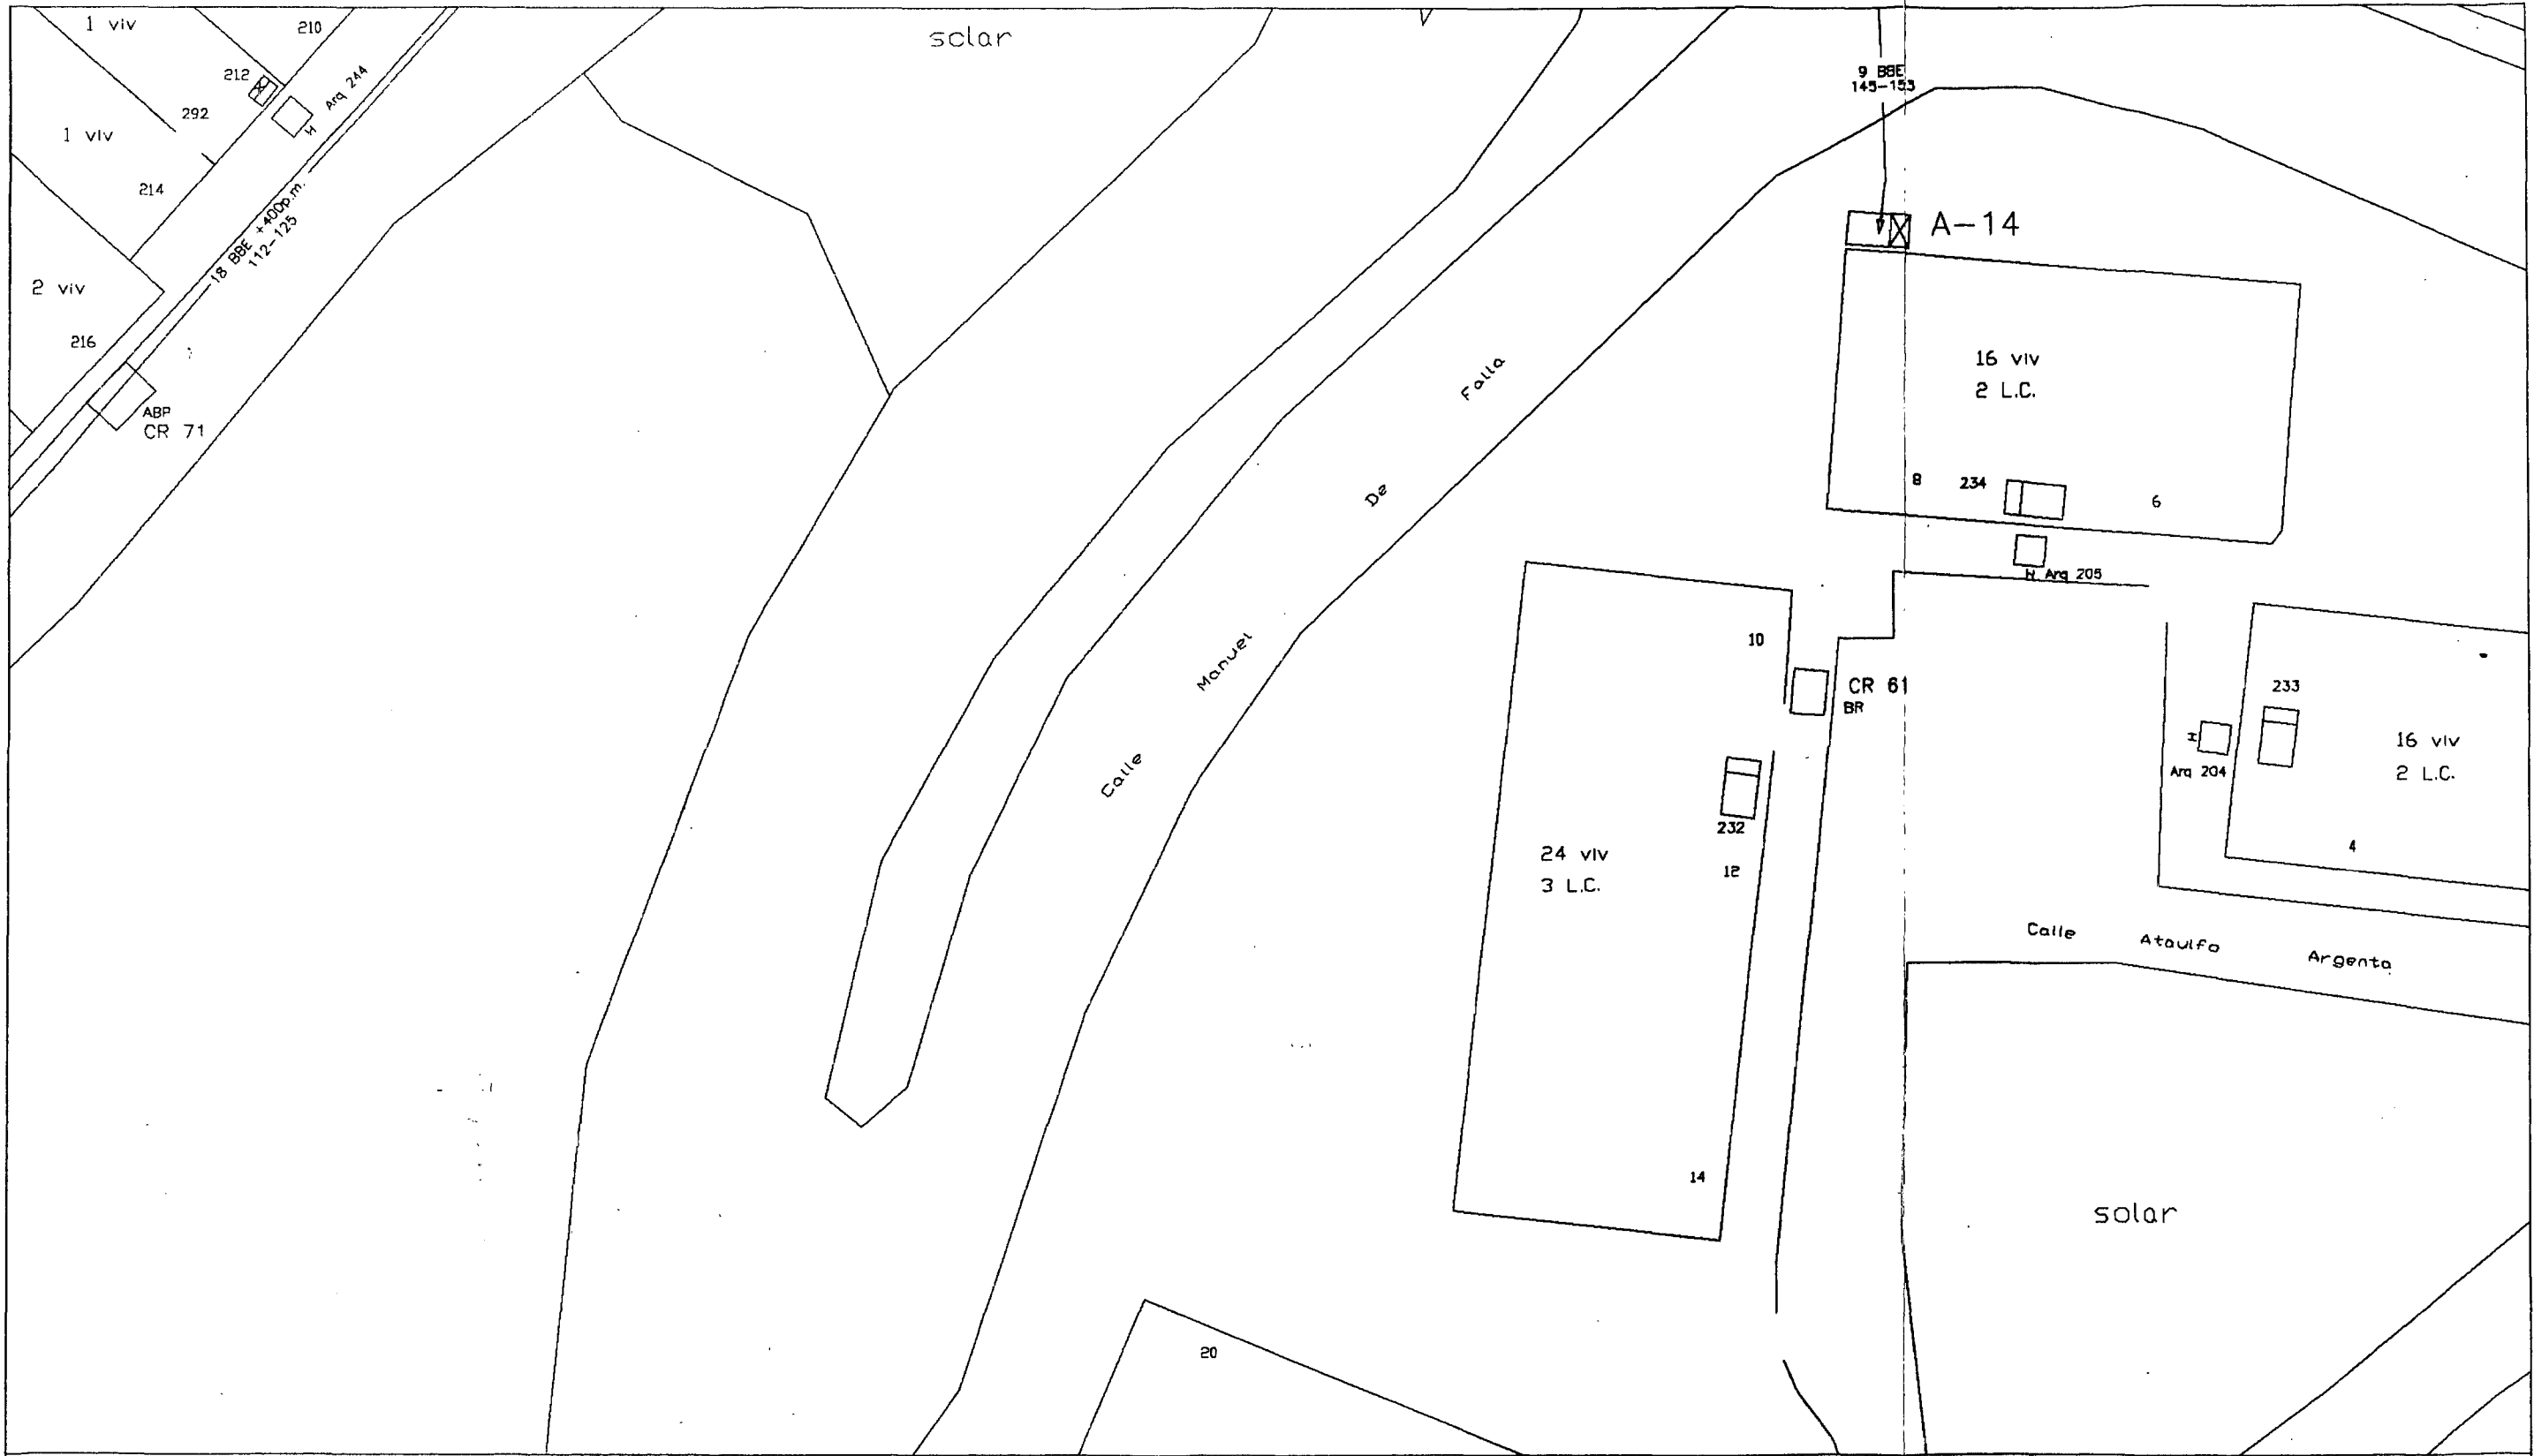 1 viv
210
212
Arq 244
292
1 viv
214
18 BBE +400p.m.
112-125
2 viv
216
ABP
CR 71
sclar
9 BBE
145-153
A-14
16 viv
2 L.C.
8
234
6
H Arq 205
Calle Manuel De Falla
10
CR 61
BR
232
24 viv
3 L.C.
12
14
233
H
Arq 204
16 viv
2 L.C.
4
Calle Ataulfo Argenta
solar
20
H